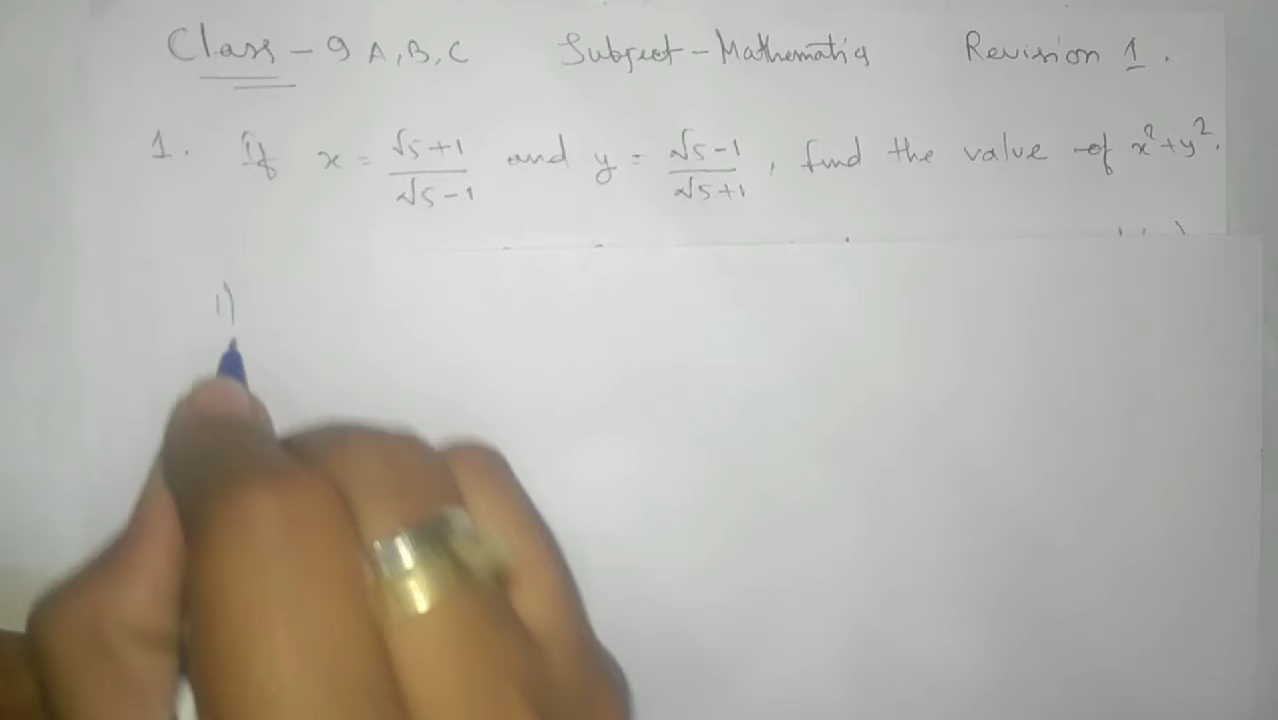 Class - 9 A, B, C Subject - Mathematics Revision 1.
1. If x = √5+1/√5-1 and y = √5-1/√5+1, find the value of x²+y².
1)